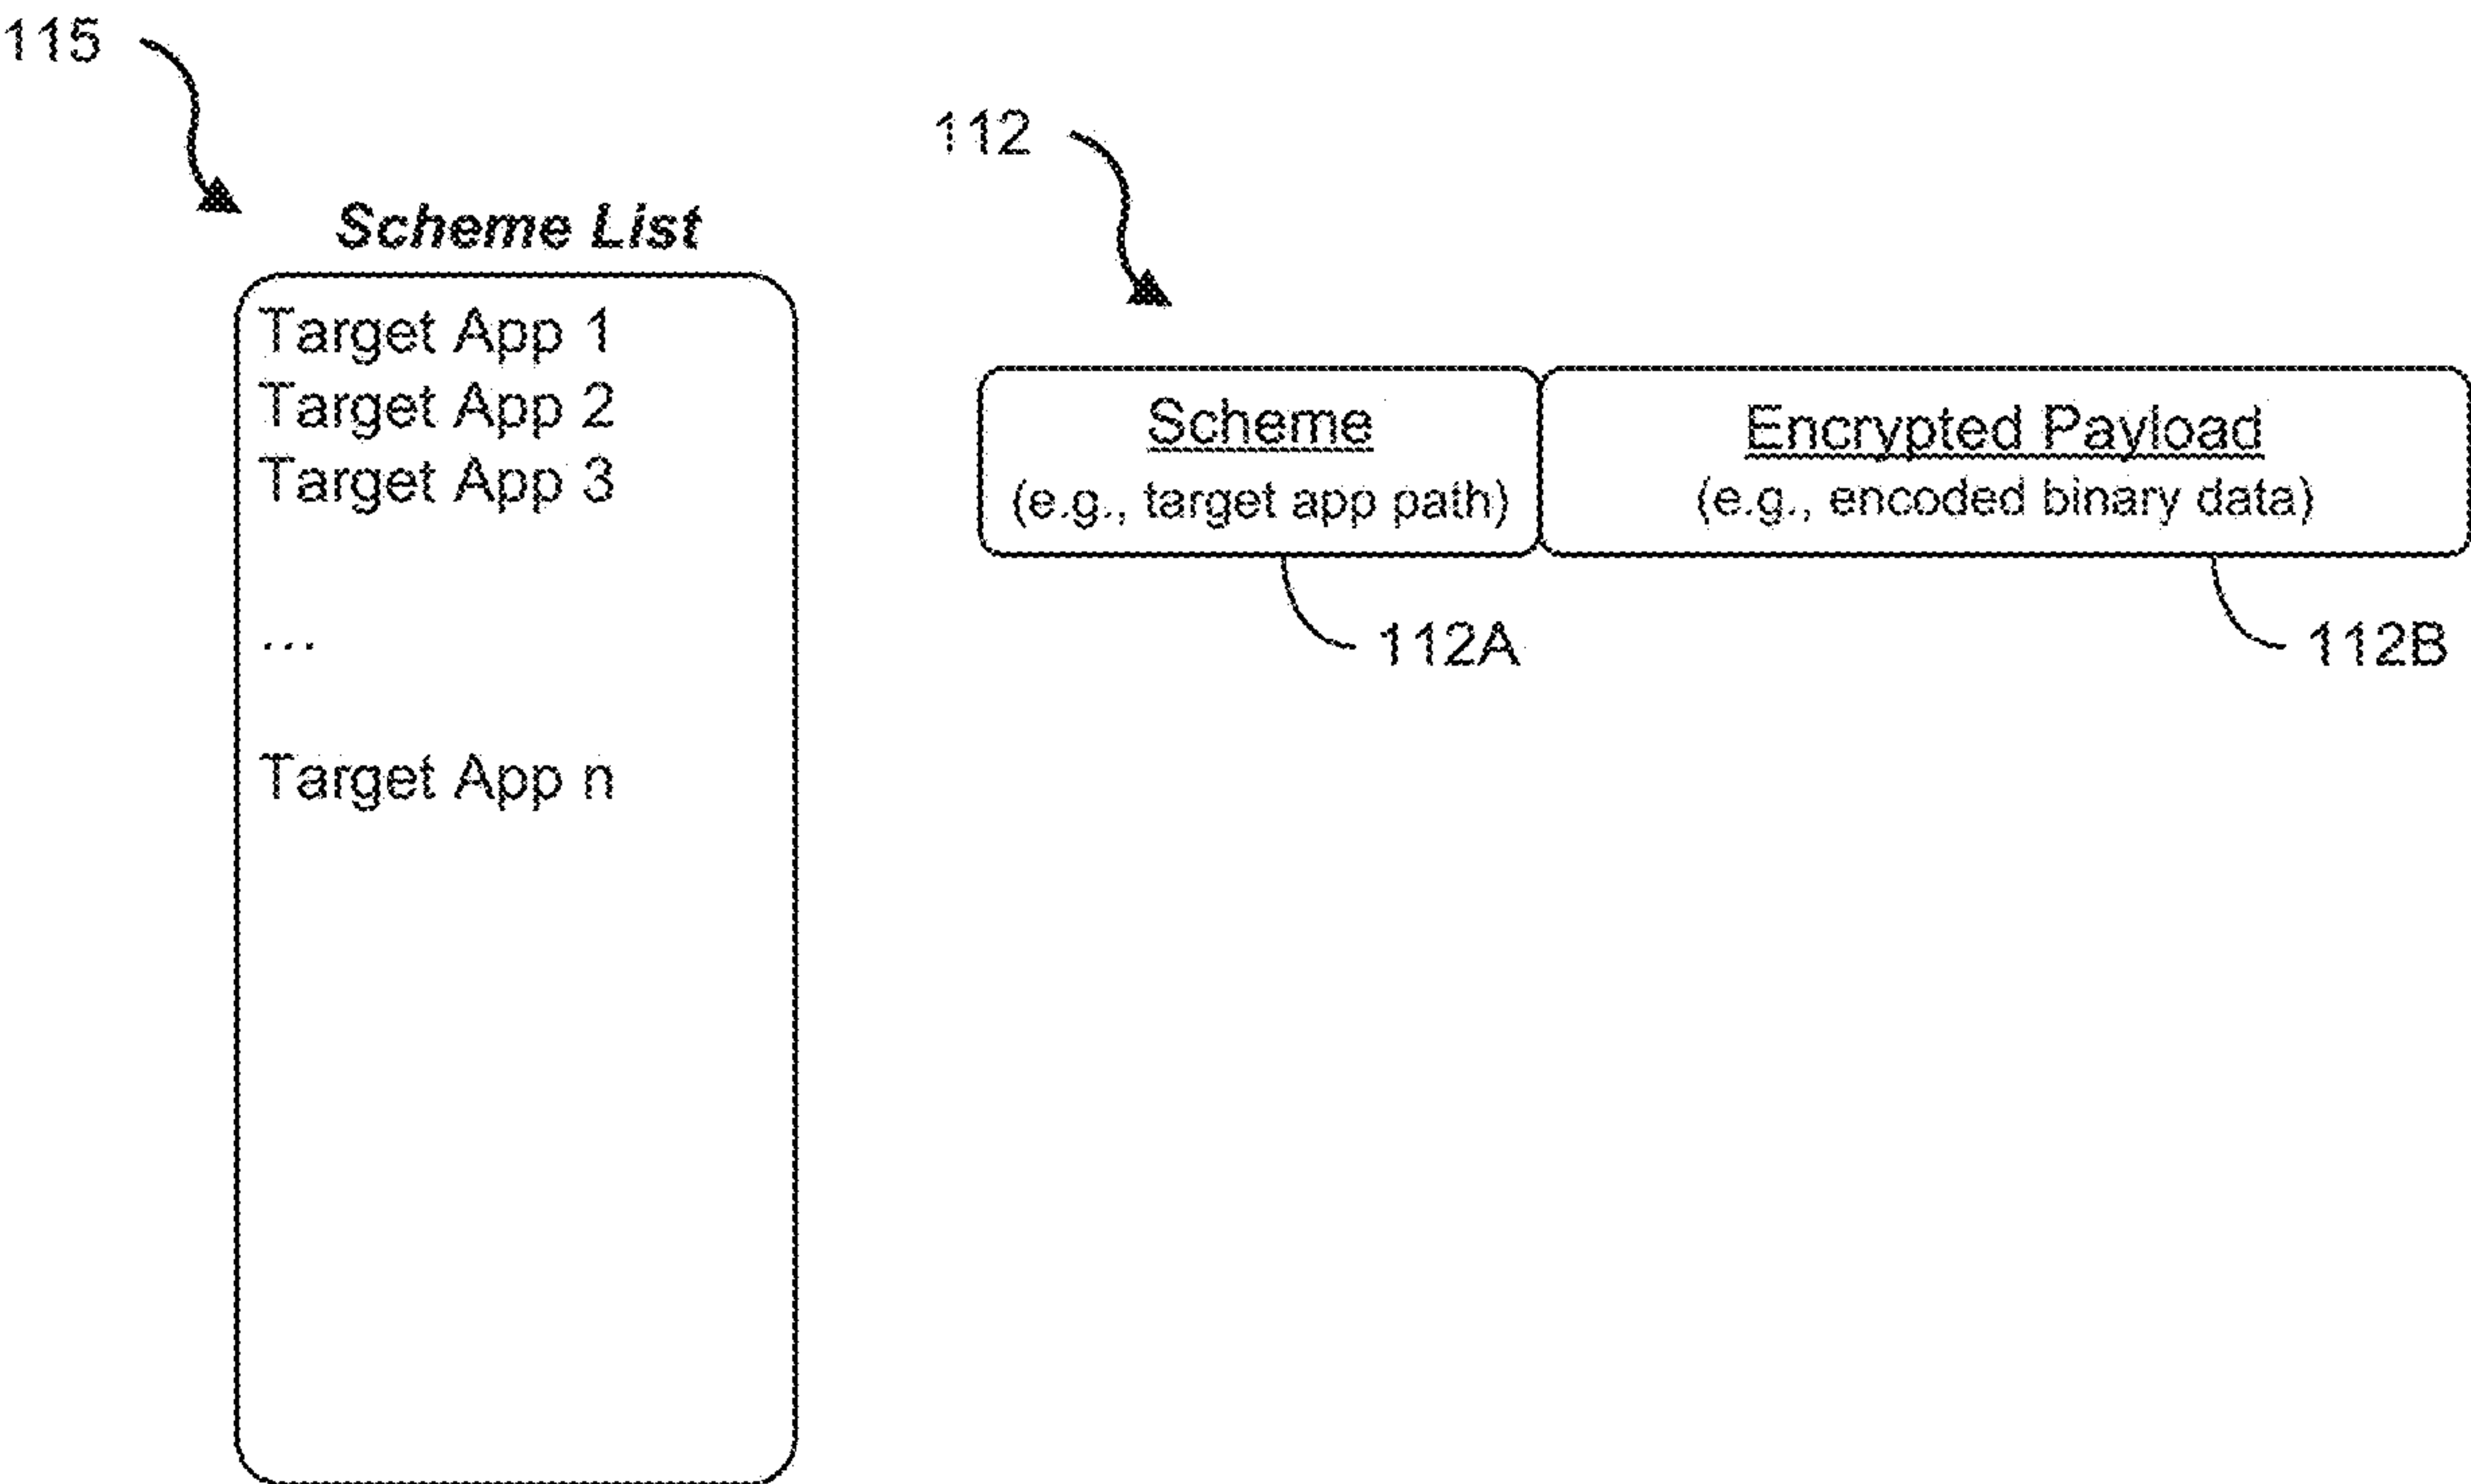 115
Scheme List
Target App 1
Target App 2
Target App 3
...
Target App n
112
Scheme
(e.g., target app path)
Encrypted Payload
(e.g., encoded binary data)
112A
112B